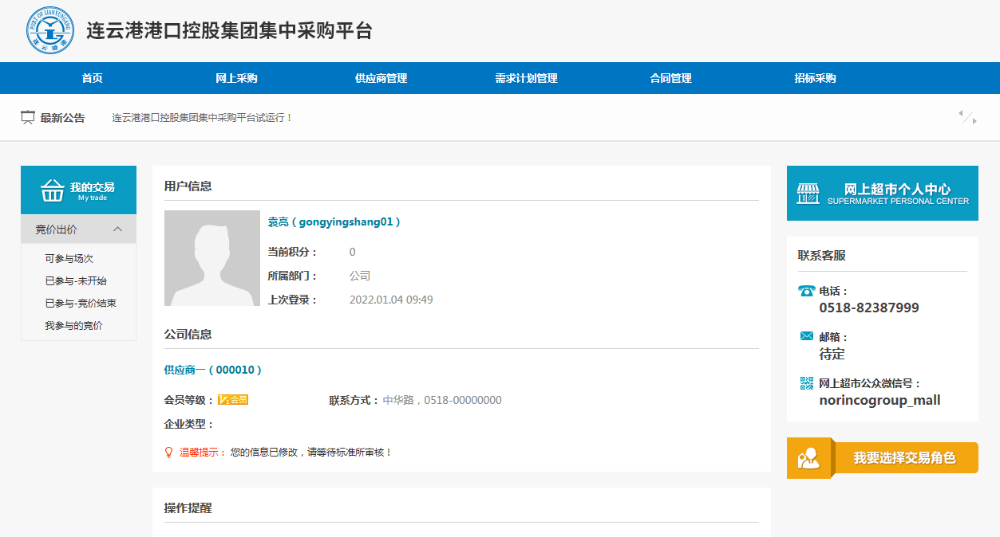 PORT OF LIANYUNGANG
连云港港
连云港港口控股集团集中采购平台
首页
网上采购
供应商管理
需求计划管理
合同管理
招标采购
最新公告
连云港港口控股集团集中采购平台试运行！
我的交易
My trade
竞价出价
可参与场次
已参与-未开始
已参与-竞价结束
我参与的竞价
用户信息
袁亮（gongyingshang01）
当前积分： 0
所属部门： 公司
上次登录： 2022.01.04 09:49
公司信息
供应商一（000010）
会员等级： V1会员 联系方式：中华路，0518-00000000
企业类型：
温馨提示： 您的信息已修改，请等待标准所审核！
操作提醒
网上超市个人中心
SUPERMARKET PERSONAL CENTER
联系客服
电话：
0518-82387999
邮箱：
待定
网上超市公众微信号：
norincogroup_mall
我要选择交易角色